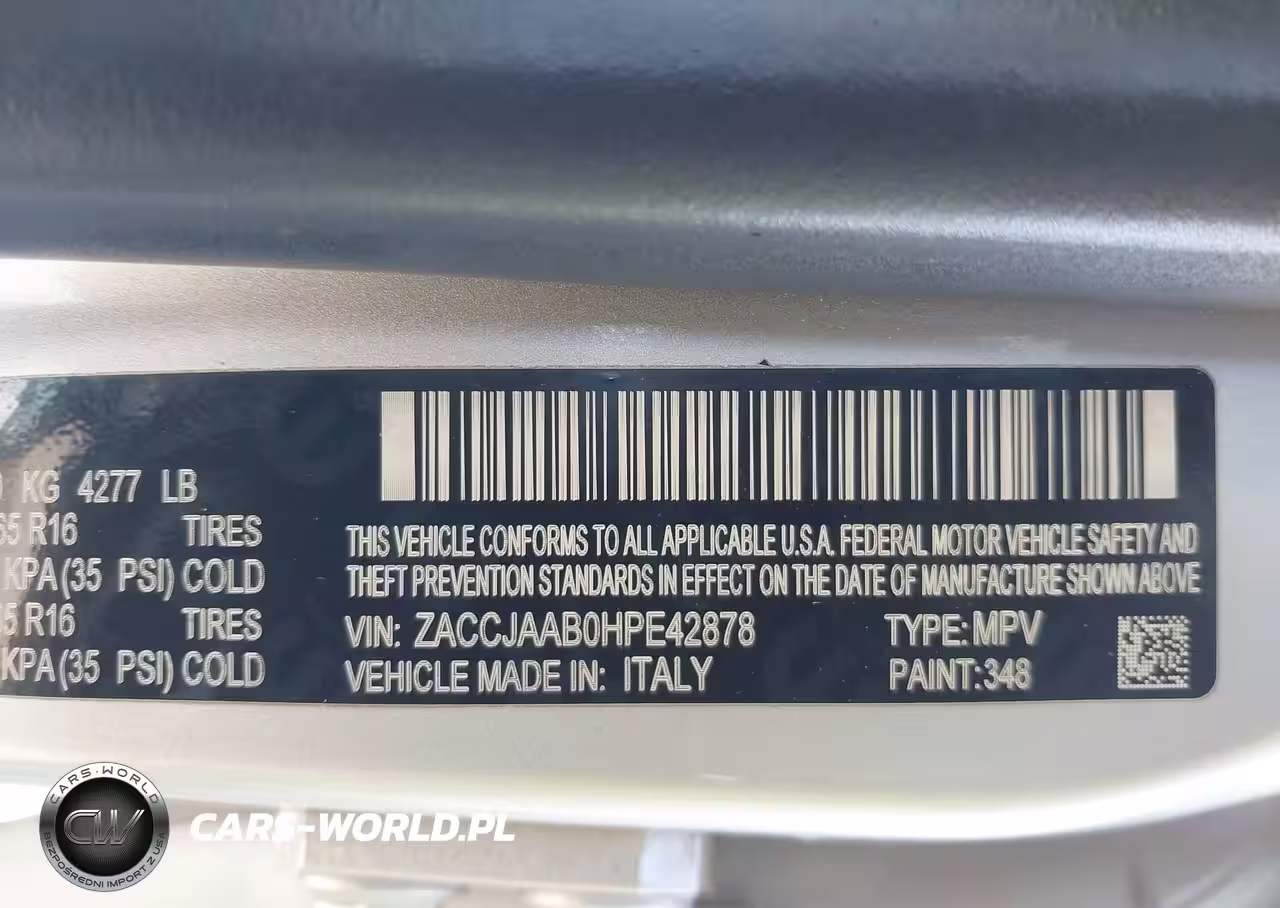 KG 4277 LB
65 R16 TIRES
KPA (35 PSI) COLD
65 R16 TIRES
KPA (35 PSI) COLD
THIS VEHICLE CONFORMS TO ALL APPLICABLE U.S.A. FEDERAL MOTOR VEHICLE SAFETY AND
THEFT PREVENTION STANDARDS IN EFFECT ON THE DATE OF MANUFACTURE SHOWN ABOVE
VIN: ZACCJAAB0HPE42878 TYPE: MPV
VEHICLE MADE IN: ITALY PAINT: 348
CARS-WORLD
CW
BEZPOŚREDNI IMPORT Z USA
CARS-WORLD.PL